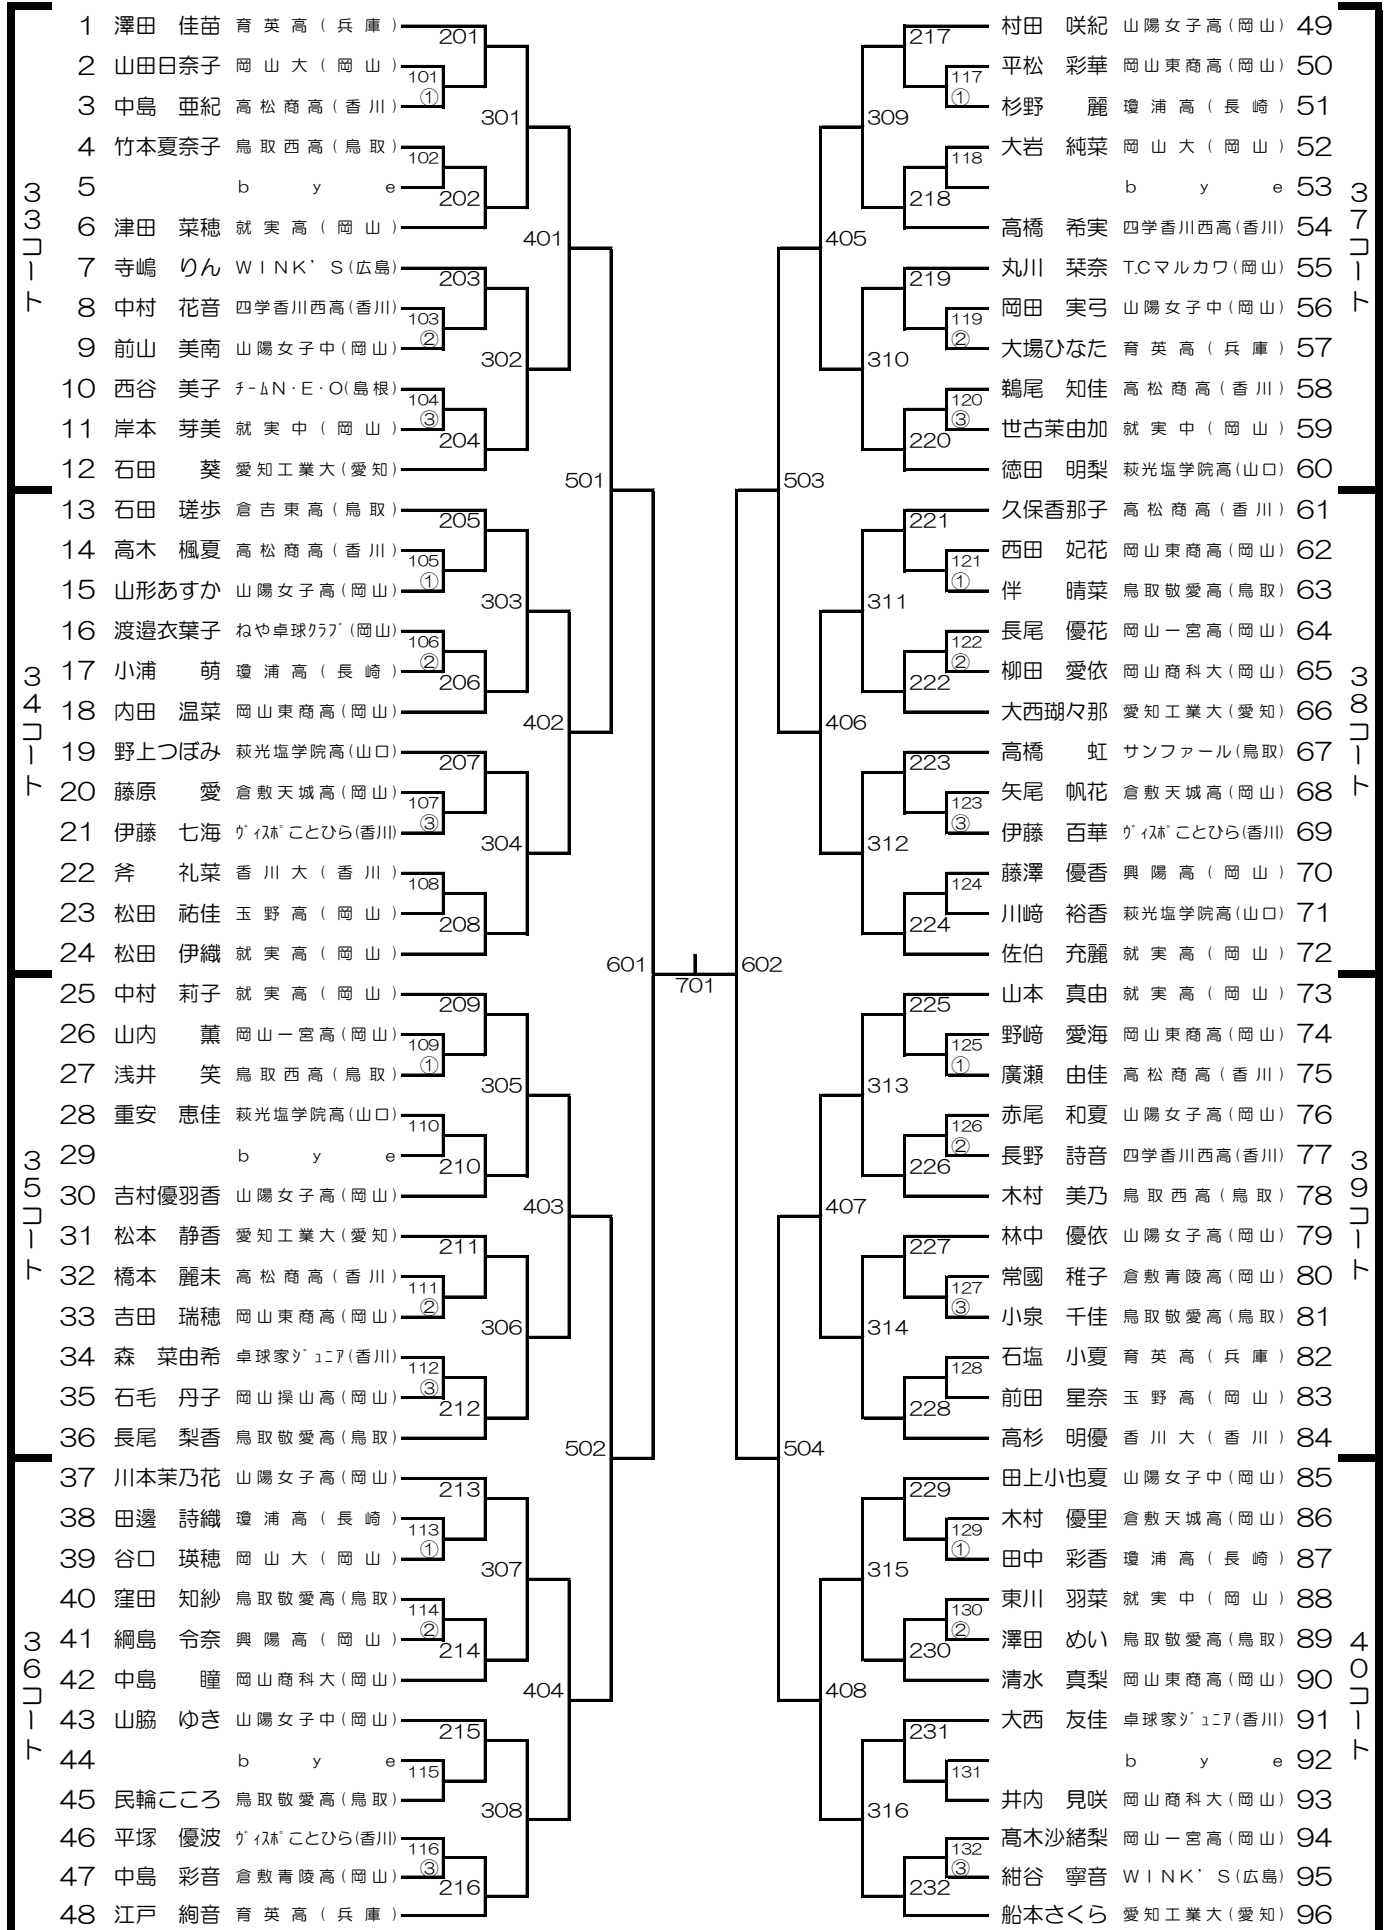 33コート
1 澤田 佳苗 育英高(兵庫)
2 山田日奈子 岡山大(岡山)
3 中島 亜紀 高松商高(香川)
4 竹本夏奈子 鳥取西高(鳥取)
5 bye
6 津田 菜穂 就実高(岡山)
7 寺嶋 りん WINK'S(広島)
8 中村 花音 四学香川西高(香川)
9 前山 美南 山陽女子中(岡山)
10 西谷 美子 チームN・E・O(島根)
11 岸本 芽美 就実中(岡山)
12 石田 葵 愛知工業大(愛知)
201
101
①
301
102
202
401
203
103
②
302
104
③
204
501
34コート
13 石田 瑳歩 倉吉東高(鳥取)
14 高木 楓夏 高松商高(香川)
15 山形あすか 山陽女子高(岡山)
16 渡邉衣葉子 ねや卓球クラブ(岡山)
17 小浦 萌 瓊浦高(長崎)
18 内田 温菜 岡山東商高(岡山)
19 野上つぼみ 萩光塩学院高(山口)
20 藤原 愛 倉敷天城高(岡山)
21 伊藤 七海 ヴィスポことひら(香川)
22 斧 礼菜 香川大(香川)
23 松田 祐佳 玉野高(岡山)
24 松田 伊織 就実高(岡山)
205
105
①
303
106
②
206
402
207
107
③
304
108
208
601
701
602
35コート
25 中村 莉子 就実高(岡山)
26 山内 薫 岡山一宮高(岡山)
27 浅井 笑 鳥取西高(鳥取)
28 重安 恵佳 萩光塩学院高(山口)
29 bye
30 吉村優羽香 山陽女子高(岡山)
31 松本 静香 愛知工業大(愛知)
32 橋本 麗未 高松商高(香川)
33 吉田 瑞穂 岡山東商高(岡山)
34 森 菜由希 卓球家ジュニア(香川)
35 石毛 丹子 岡山操山高(岡山)
36 長尾 梨香 鳥取敬愛高(鳥取)
209
109
①
305
110
210
403
211
111
②
306
112
③
212
502
36コート
37 川本茉乃花 山陽女子高(岡山)
38 田邊 詩織 瓊浦高(長崎)
39 谷口 瑛穂 岡山大(岡山)
40 窪田 知紗 鳥取敬愛高(鳥取)
41 綱島 令奈 興陽高(岡山)
42 中島 瞳 岡山商科大(岡山)
43 山脇 ゆき 山陽女子中(岡山)
44 bye
45 民輪こころ 鳥取敬愛高(鳥取)
46 平塚 優波 ヴィスポことひら(香川)
47 中島 彩音 倉敷青陵高(岡山)
48 江戸 絢音 育英高(兵庫)
213
113
①
307
114
②
214
404
215
115
308
116
③
216
37コート
村田 咲紀 山陽女子高(岡山) 49
平松 彩華 岡山東商高(岡山) 50
杉野 麗 瓊浦高(長崎) 51
大岩 純菜 岡山大(岡山) 52
bye 53
高橋 希実 四学香川西高(香川) 54
丸川 栞奈 T.Cマルカワ(岡山) 55
岡田 実弓 山陽女子中(岡山) 56
大場ひなた 育英高(兵庫) 57
鵜尾 知佳 高松商高(香川) 58
世古茉由加 就実中(岡山) 59
徳田 明梨 萩光塩学院高(山口) 60
217
117
①
309
118
218
405
219
119
②
310
120
③
220
503
38コート
久保香那子 高松商高(香川) 61
西田 妃花 岡山東商高(岡山) 62
伴 晴菜 鳥取敬愛高(鳥取) 63
長尾 優花 岡山一宮高(岡山) 64
柳田 愛依 岡山商科大(岡山) 65
大西瑚々那 愛知工業大(愛知) 66
高橋 虹 サンファール(鳥取) 67
矢尾 帆花 倉敷天城高(岡山) 68
伊藤 百華 ヴィスポことひら(香川) 69
藤澤 優香 興陽高(岡山) 70
川﨑 裕香 萩光塩学院高(山口) 71
佐伯 充麗 就実高(岡山) 72
221
121
①
311
122
②
222
406
223
123
③
312
124
224
39コート
山本 真由 就実高(岡山) 73
野﨑 愛海 岡山東商高(岡山) 74
廣瀬 由佳 高松商高(香川) 75
赤尾 和夏 山陽女子高(岡山) 76
長野 詩音 四学香川西高(香川) 77
木村 美乃 鳥取西高(鳥取) 78
林中 優依 山陽女子高(岡山) 79
常國 稚子 倉敷青陵高(岡山) 80
小泉 千佳 鳥取敬愛高(鳥取) 81
石塩 小夏 育英高(兵庫) 82
前田 星奈 玉野高(岡山) 83
高杉 明優 香川大(香川) 84
225
125
①
313
126
②
226
407
227
127
③
314
128
228
504
40コート
田上小也夏 山陽女子中(岡山) 85
木村 優里 倉敷天城高(岡山) 86
田中 彩香 瓊浦高(長崎) 87
東川 羽菜 就実中(岡山) 88
澤田 めい 鳥取敬愛高(鳥取) 89
清水 真梨 岡山東商高(岡山) 90
大西 友佳 卓球家ジュニア(香川) 91
bye 92
井内 見咲 岡山商科大(岡山) 93
髙木沙緒梨 岡山一宮高(岡山) 94
紺谷 寧音 WINK'S(広島) 95
船本さくら 愛知工業大(愛知) 96
229
129
①
315
130
②
230
408
231
131
316
132
③
232